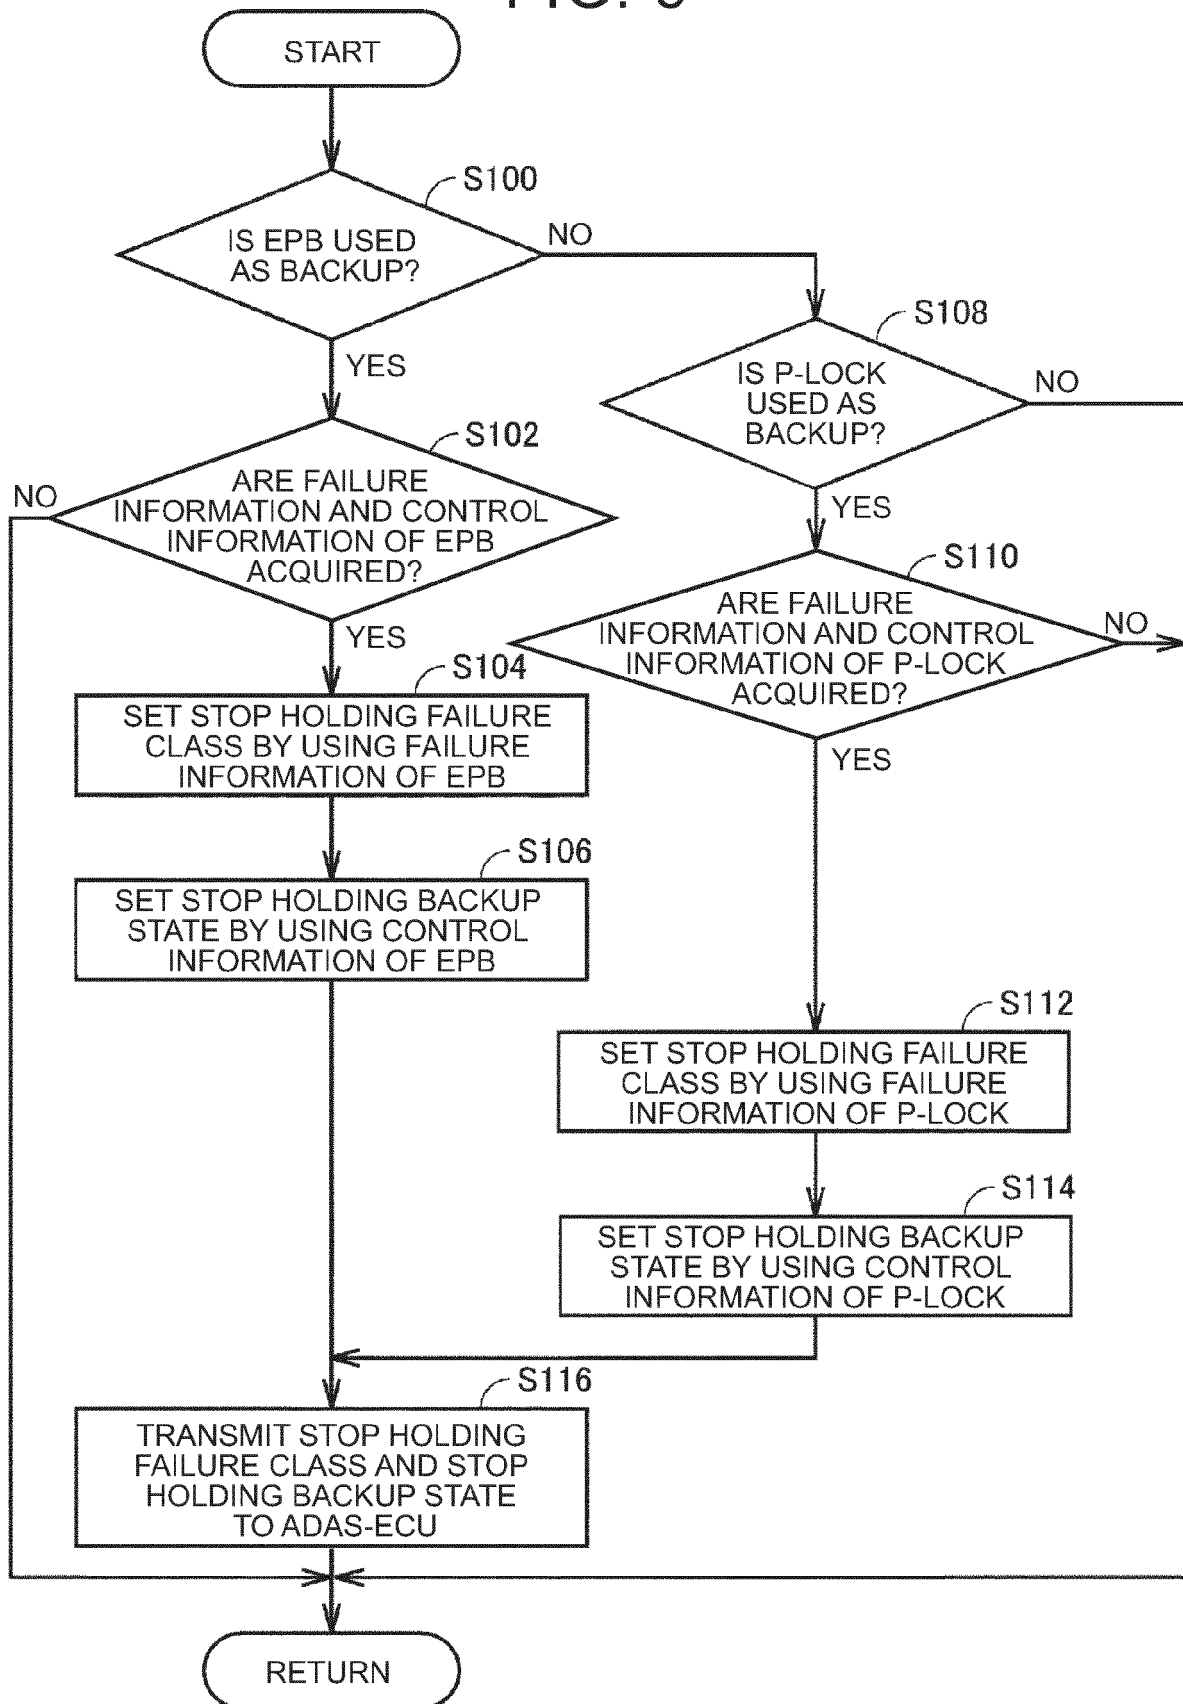 START
S100
IS EPB USED
AS BACKUP?
NO
YES
S108
IS P-LOCK
USED AS
BACKUP?
NO
YES
S102
ARE FAILURE
INFORMATION AND CONTROL
INFORMATION OF EPB
ACQUIRED?
NO
YES
S110
ARE FAILURE
INFORMATION AND CONTROL
INFORMATION OF P-LOCK
ACQUIRED?
NO
YES
S104
SET STOP HOLDING FAILURE
CLASS BY USING FAILURE
INFORMATION OF EPB
S106
SET STOP HOLDING BACKUP
STATE BY USING CONTROL
INFORMATION OF EPB
S112
SET STOP HOLDING FAILURE
CLASS BY USING FAILURE
INFORMATION OF P-LOCK
S114
SET STOP HOLDING BACKUP
STATE BY USING CONTROL
INFORMATION OF P-LOCK
S116
TRANSMIT STOP HOLDING
FAILURE CLASS AND STOP
HOLDING BACKUP STATE
TO ADAS-ECU
RETURN